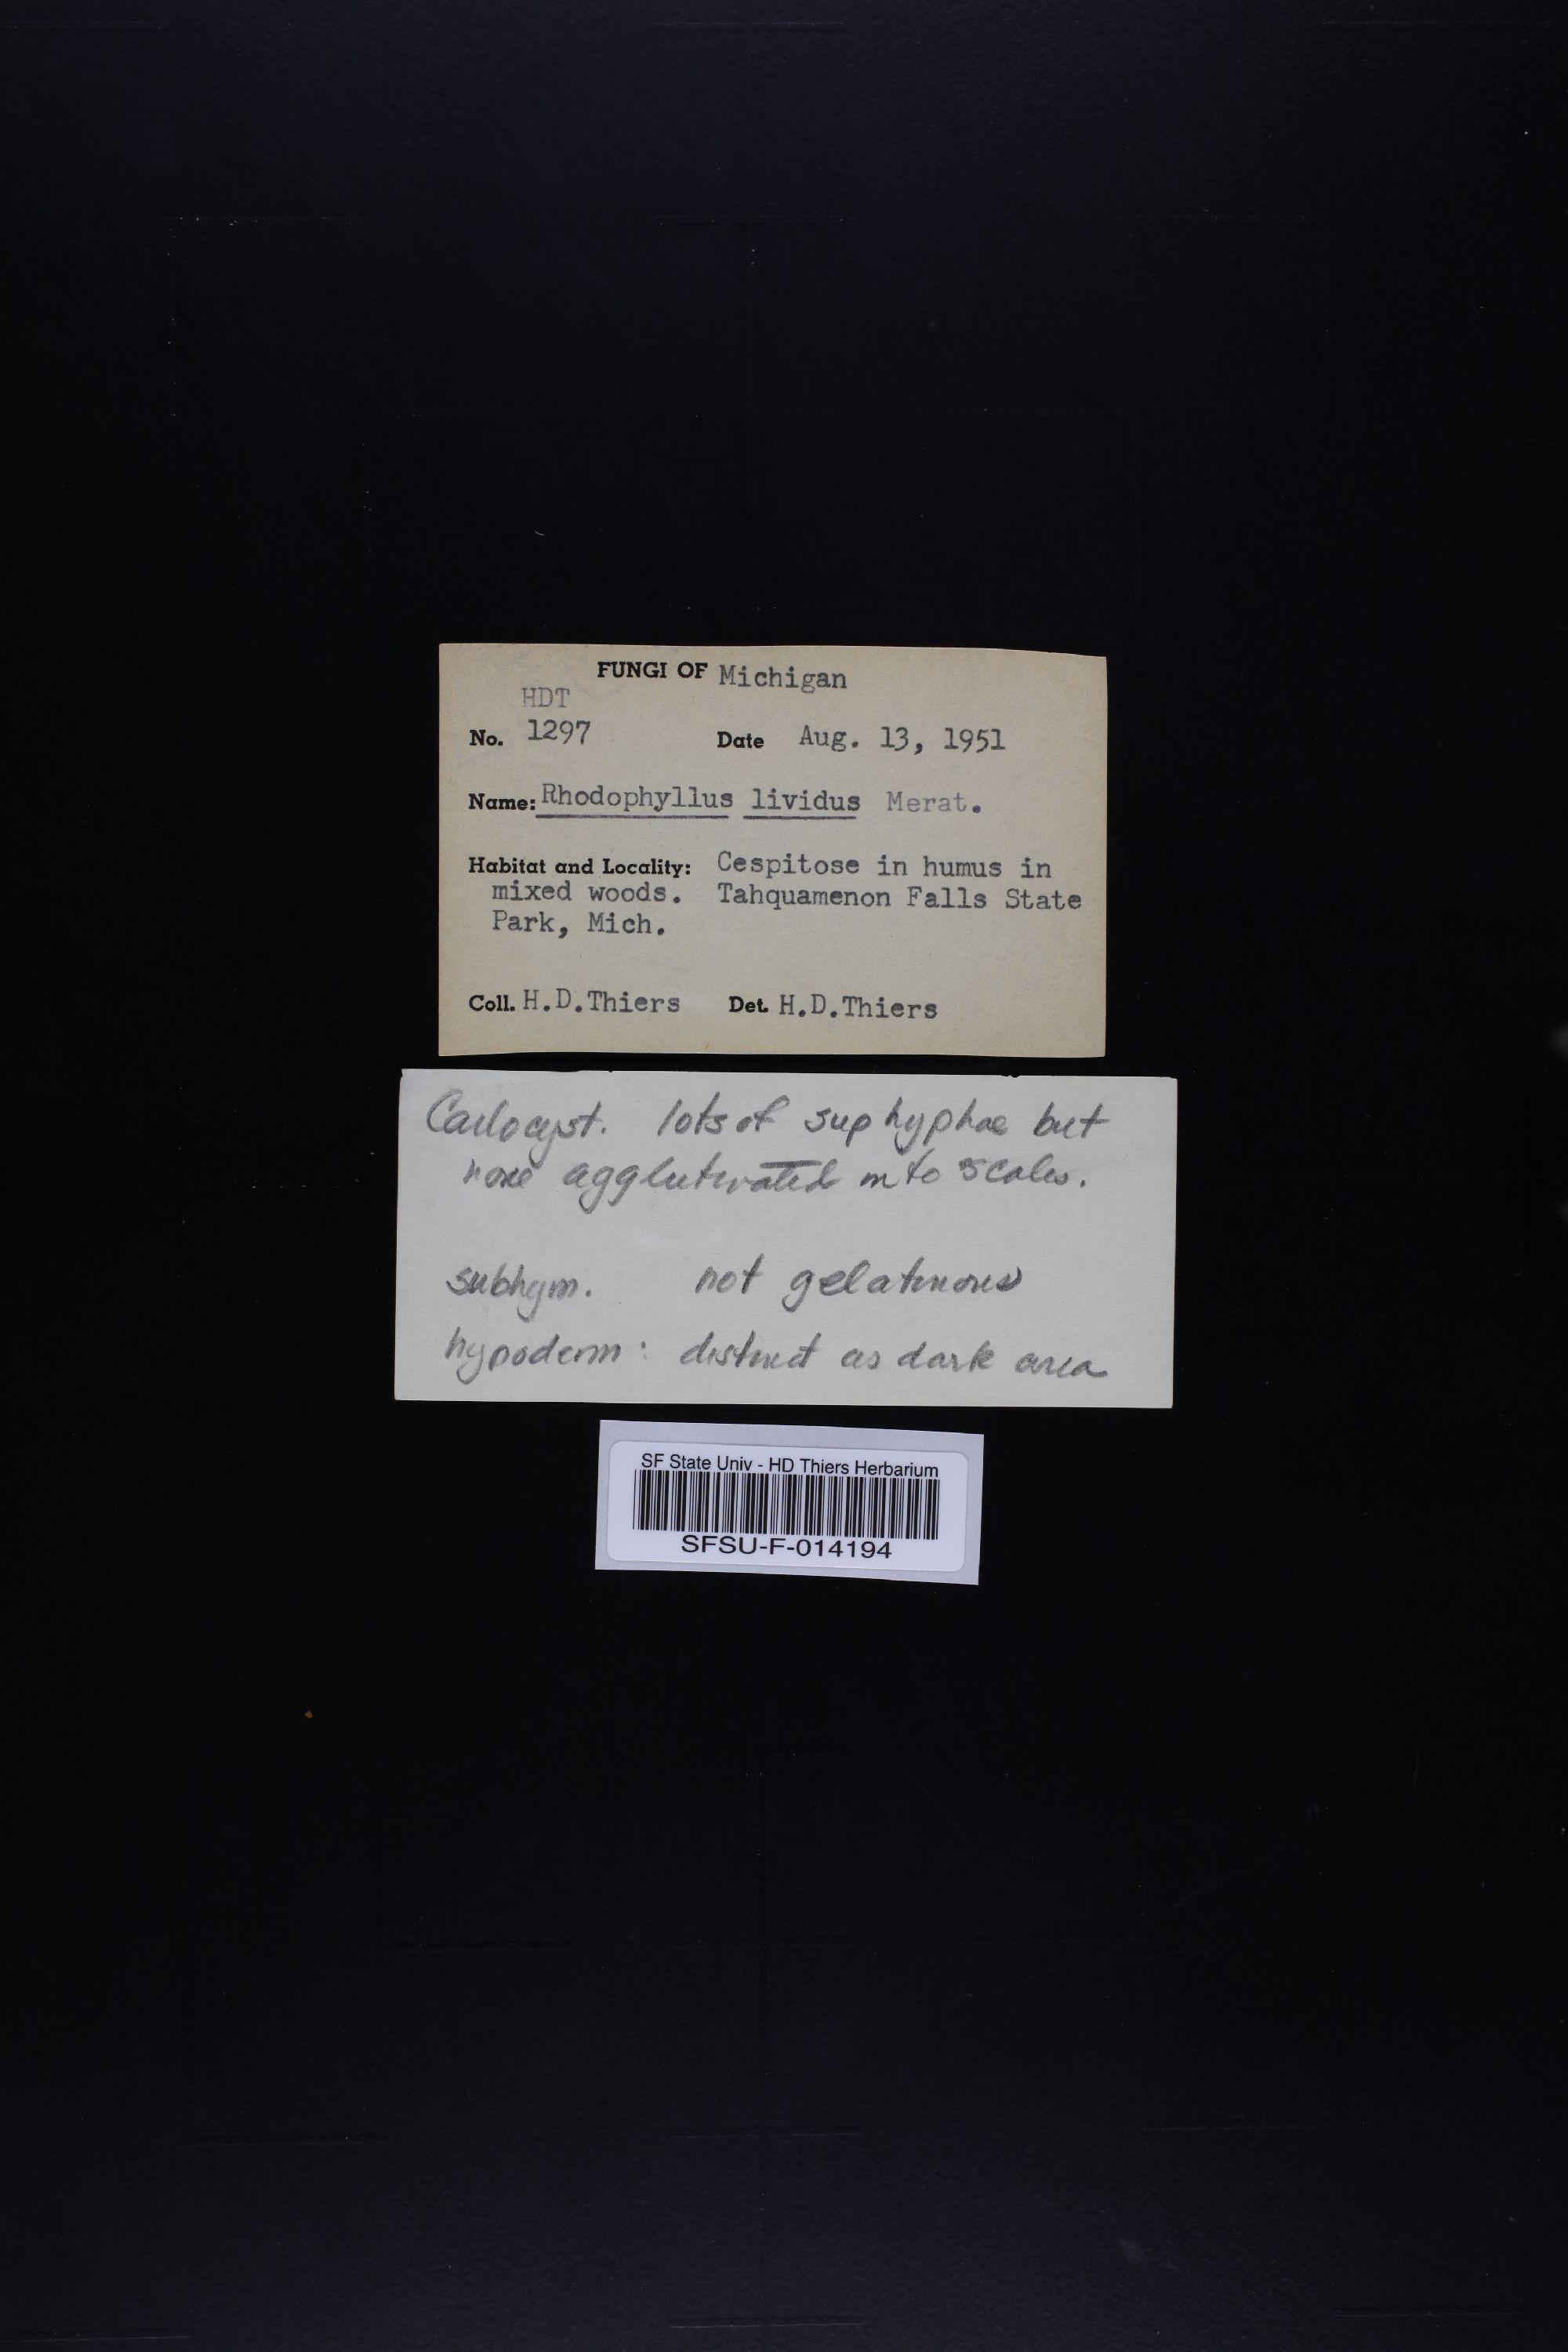 FUNGI OF Michigan
HDT
No. 1297 Date Aug. 13, 1951
Name: Rhodophyllus lividus Merat.
Habitat and Locality: Cespitose in humus in
mixed woods. Tahquamenon Falls State
Park, Mich.
Coll. H.D.Thiers Det. H.D.Thiers
lots of sup hyphae but
none agglutinated into scales.
subhym. not gelatinous
hypoderm: distinct as dark area
SF State Univ - HD Thiers Herbarium
SFSU-F-014194